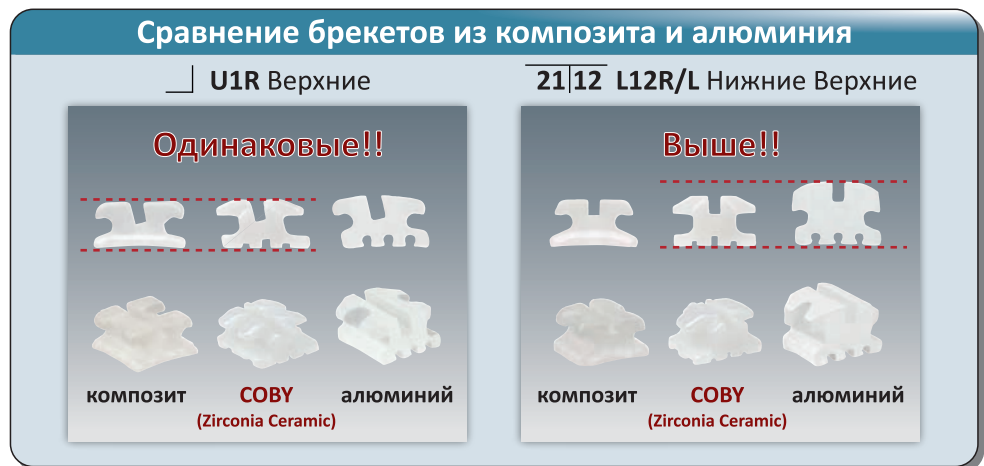 Сравнение брекетов из композита и алюминия
U1R Верхние
21|12 L12R/L Нижние Верхние
Одинаковые!!
Выше!!
композит COBY алюминий
(Zirconia Ceramic)
композит COBY алюминий
(Zirconia Ceramic)